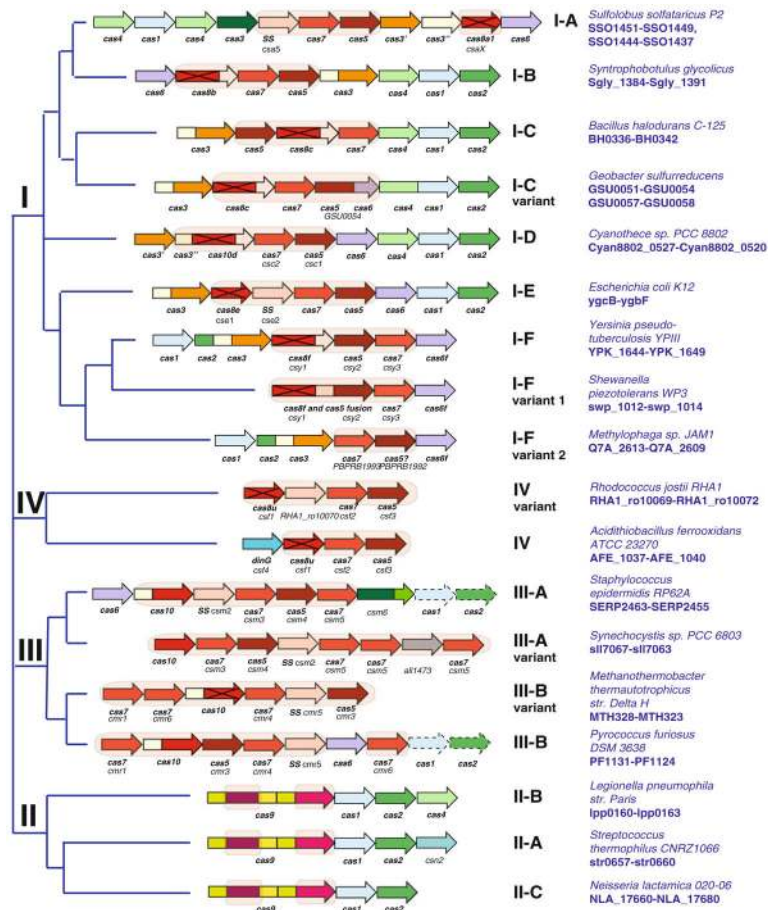 I-A
cas4 cas1 cas4 cas3 SS cas7 cas5 cas3' cas3'' cas8a1 cas6
csa5 csaX
Sulfolobus solfataricus P2
SSO1451-SSO1449,
SSO1444-SSO1437
I-B
cas6 cas8b cas7 cas5 cas3 cas4 cas1 cas2
Syntrophobotulus glycolicus
Sgly_1384-Sgly_1391
I-C
cas3 cas5 cas8c cas7 cas4 cas1 cas2
Bacillus halodurans C-125
BH0336-BH0342
I
I-C
variant
cas3 cas8c cas7 cas5 cas6 cas4 cas1 cas2
GSU0054
Geobacter sulfurreducens
GSU0051-GSU0054
GSU0057-GSU0058
I-D
cas3' cas3'' cas10d cas7 cas5 cas6 cas4 cas1 cas2
csc2 csc1
Cyanothece sp. PCC 8802
Cyan8802_0527-Cyan8802_0520
I-E
cas3 cas8e SS cas7 cas5 cas6 cas1 cas2
cse1 cse2
Escherichia coli K12
ygcB-ygbF
I-F
cas1 cas2 cas3 cas8f cas5 cas7 cas6f
csy1 csy2 csy3
Yersinia pseudo-
tuberculosis YPIII
YPK_1644-YPK_1649
I-F
variant 1
cas8f and cas5 fusion cas7 cas6f
csy1 csy2 csy3
Shewanella
piezotolerans WP3
swp_1012-swp_1014
I-F
variant 2
cas1 cas2 cas3 cas7 cas5? cas6f
PBPRB1993 PBPRB1992
Methylophaga sp. JAM1
Q7A_2613-Q7A_2609
IV
IV
variant
cas8u cas7 cas5
csf1 RHA1_ro10070 csf2 csf3
Rhodococcus jostii RHA1
RHA1_ro10069-RHA1_ro10072
IV
dinG cas8u cas7 cas5
csf4 csf1 csf2 csf3
Acidithiobacillus ferrooxidans
ATCC 23270
AFE_1037-AFE_1040
III
III-A
cas6 cas10 SS csm2 cas7 cas5 cas7 csm6 cas1 cas2
csm3 csm4 csm5
Staphylococcus
epidermidis RP62A
SERP2463-SERP2455
III-A
variant
cas10 cas7 cas5 SS csm2 cas7 cas7 all1473 cas7
csm3 csm4 csm5 csm5 csm5
Synechocystis sp. PCC 6803
sll7067-sll7063
III-B
variant
cas7 cas7 cas10 cas7 SS cmr5 cas5
cmr1 cmr6 cmr4 cmr3
Methanothermobacter
thermautotrophicus
str. Delta H
MTH328-MTH323
III-B
cas7 cas10 cas5 cas7 SS cmr5 cas6 cas7 cas1 cas2
cmr1 cmr3 cmr4 cmr6
Pyrococcus furiosus
DSM 3638
PF1131-PF1124
II
II-B
cas9 cas1 cas2 cas4
Legionella pneumophila
str. Paris
lpp0160-lpp0163
II-A
cas9 cas1 cas2 csn2
Streptococcus
thermophilus CNRZ1066
str0657-str0660
II-C
cas9 cas1 cas2
Neisseria lactamica 020-06
NLA_17660-NLA_17680